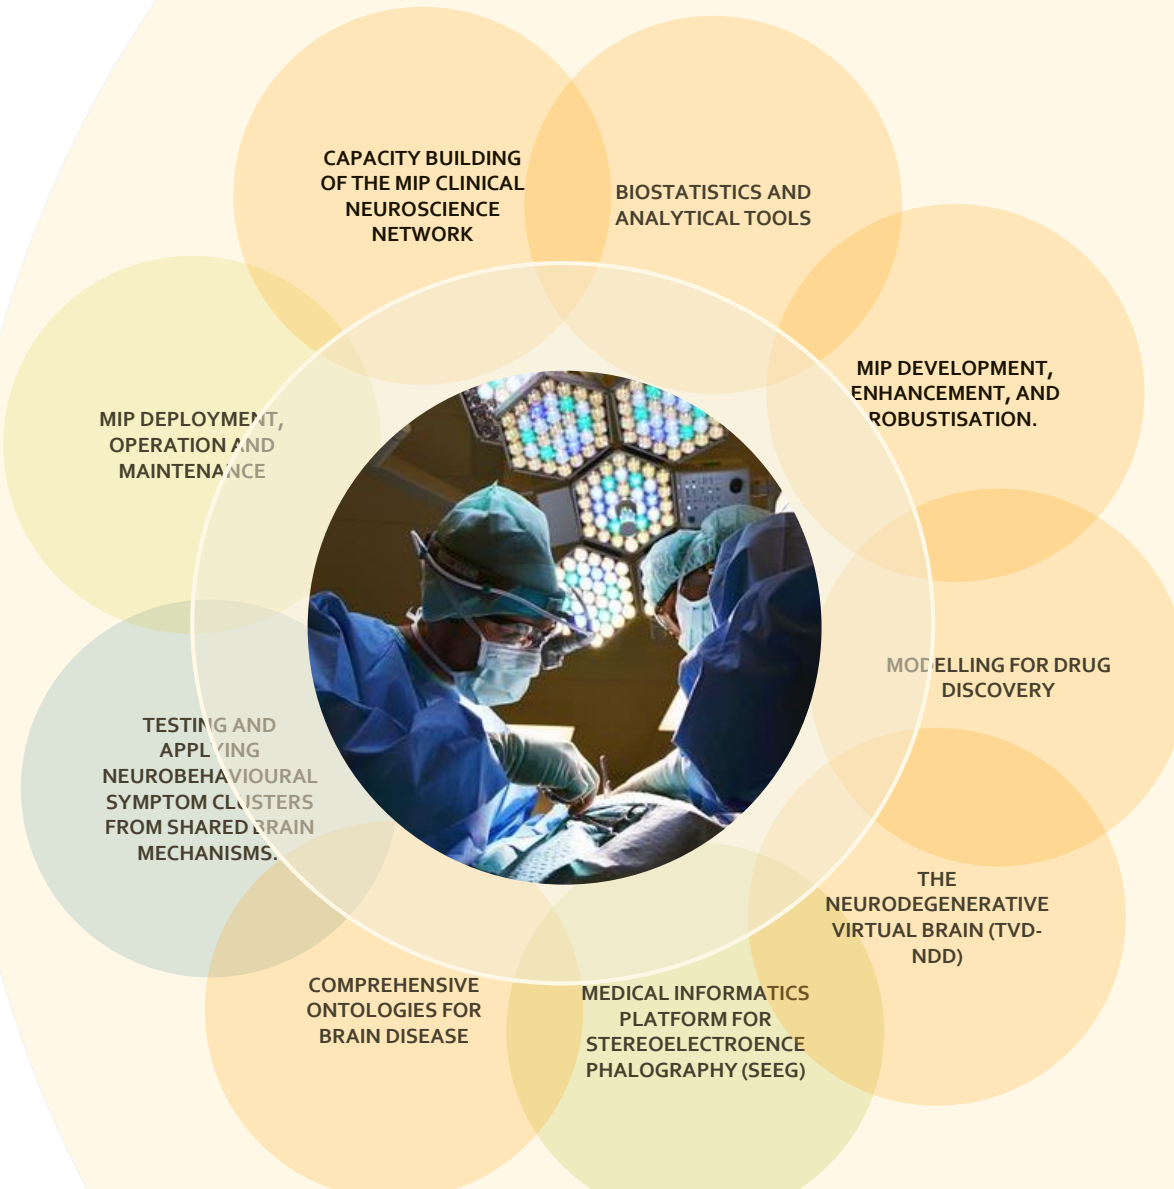 CAPACITY BUILDING
OF THE MIP CLINICAL
NEUROSCIENCE
NETWORK
BIOSTATISTICS AND
ANALYTICAL TOOLS
MIP DEVELOPMENT,
ENHANCEMENT, AND
ROBUSTISATION.
MODELLING FOR DRUG
DISCOVERY
THE
NEURODEGENERATIVE
VIRTUAL BRAIN (TVD-
NDD)
MEDICAL INFORMATICS
PLATFORM FOR
STEREOELECTROENCE
PHALOGRAPHY (SEEG)
COMPREHENSIVE
ONTOLOGIES FOR
BRAIN DISEASE
TESTING AND
APPLYING
NEUROBEHAVIOURAL
SYMPTOM CLUSTERS
FROM SHARED BRAIN
MECHANISMS.
MIP DEPLOYMENT,
OPERATION AND
MAINTENANCE